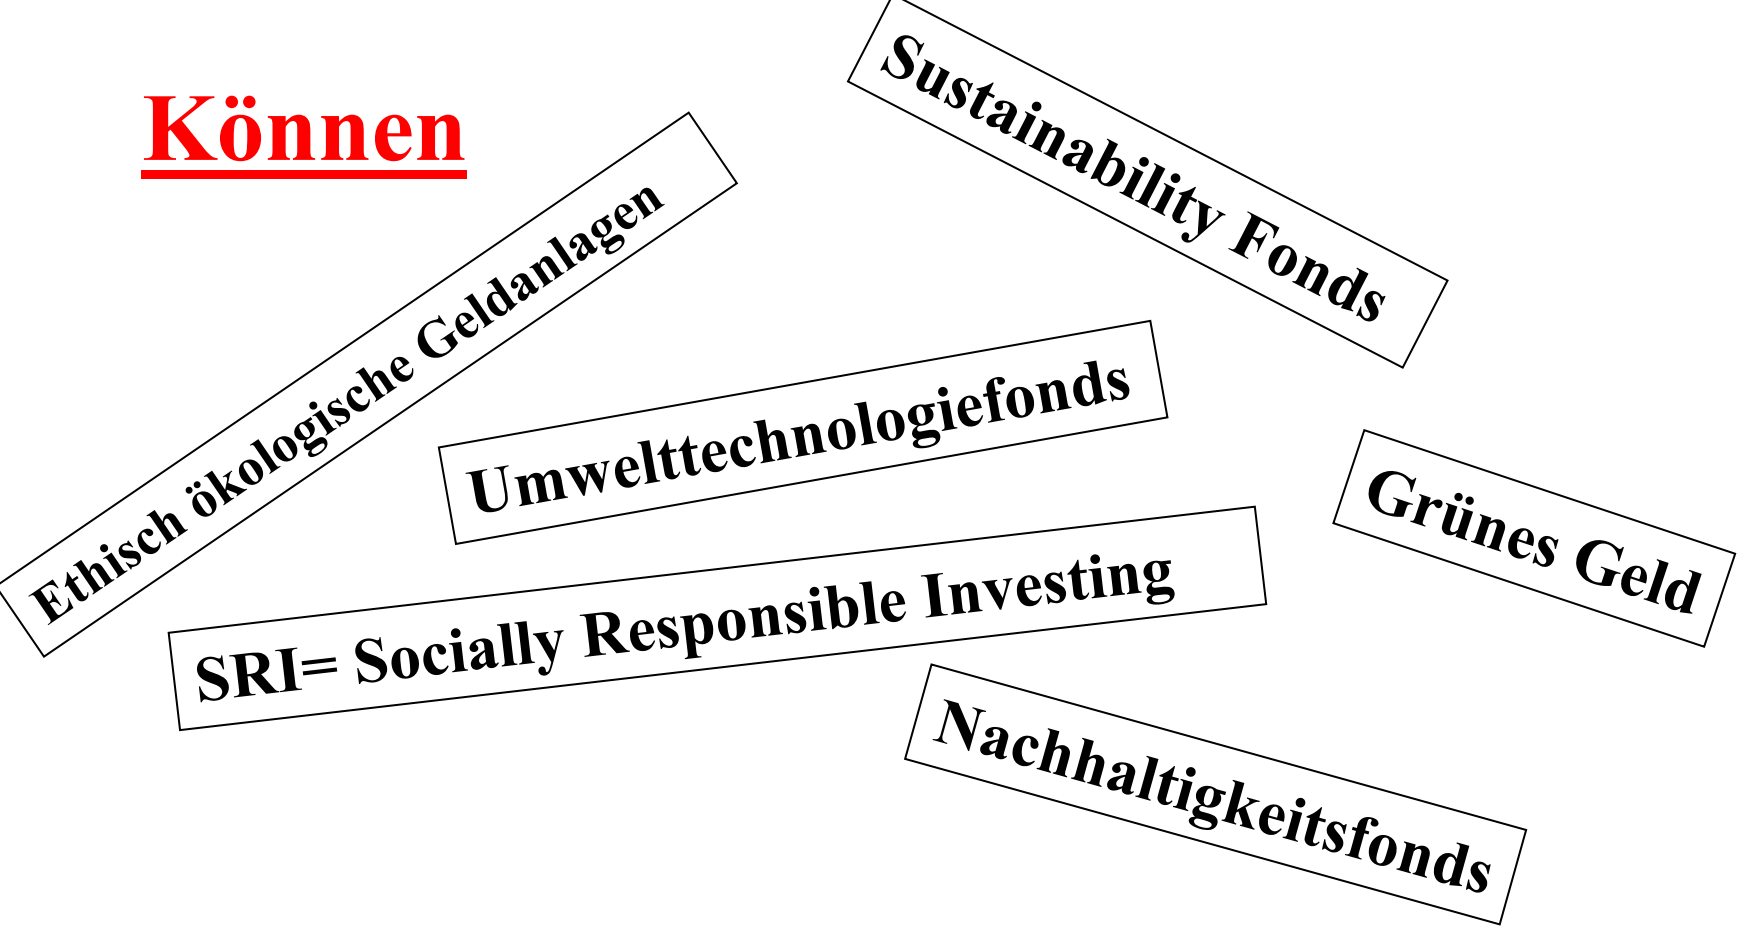 Können
Sustainability Fonds
Ethisch ökologische Geldanlagen
Umwelttechnologiefonds
Grünes Geld
SRI= Socially Responsible Investing
Nachhaltigkeitsfonds